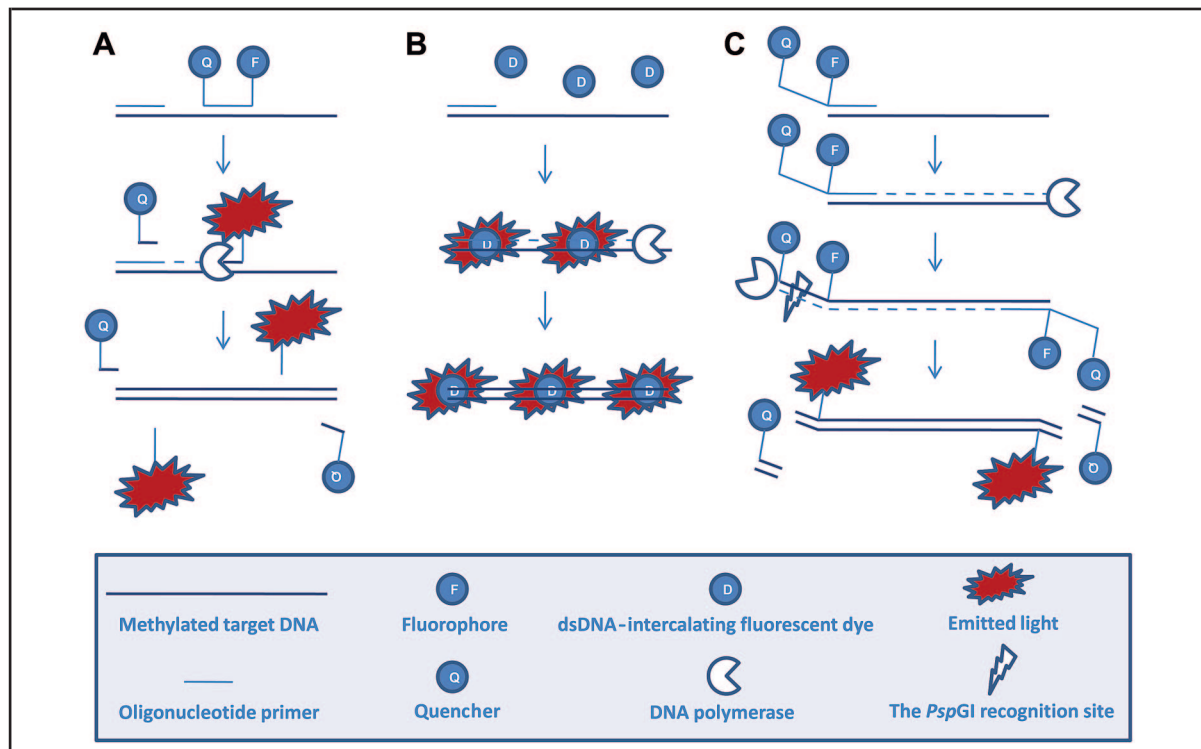 A
B
C
Q
F
D
D
D
Q
F
Q
F
Q
D
D
Q
F
Q
F
Q
D
D
D
Q
Q
Q
Q
F
D
Methylated target DNA
Fluorophore
dsDNA-intercalating fluorescent dye
Emitted light
Q
Oligonucleotide primer
Quencher
DNA polymerase
The PspGI recognition site